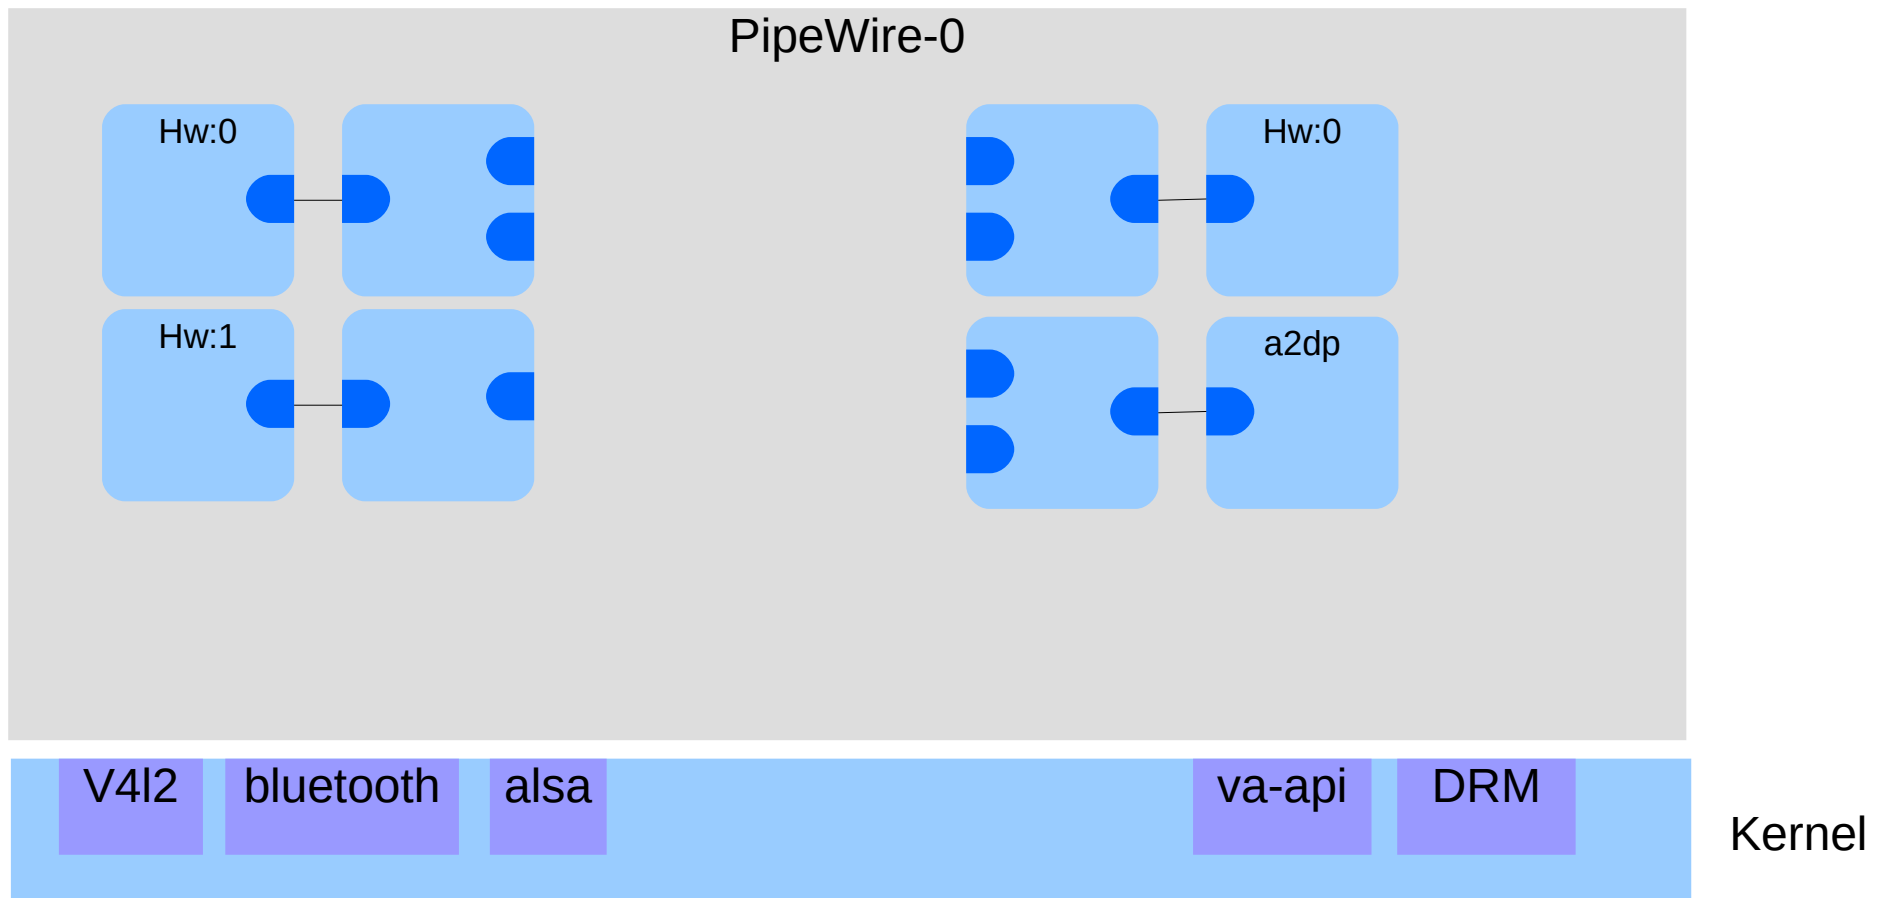 PipeWire-0
Hw:0
Hw:0
Hw:1
a2dp
V4l2
bluetooth
alsa
va-api
DRM
Kernel